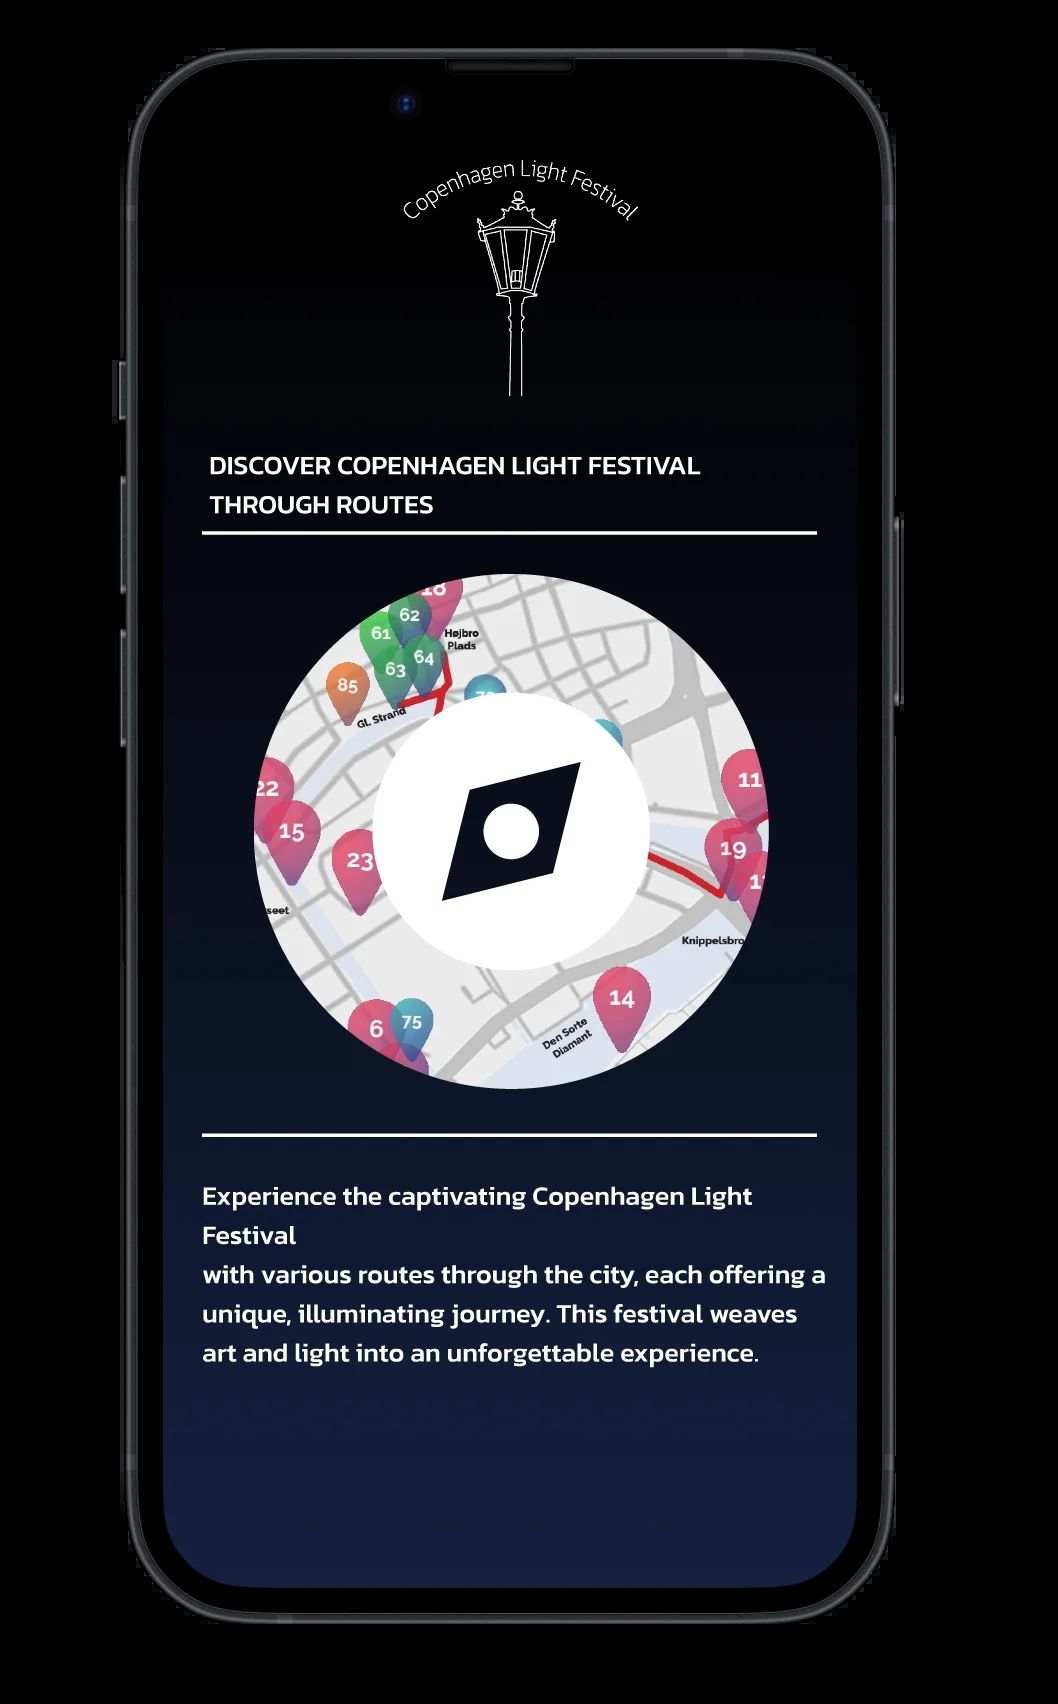 Copenhagen Light Festival
DISCOVER COPENHAGEN LIGHT FESTIVAL
THROUGH ROUTES
18
62
61
Højbro
Plads
64
63
85
GL. Strand
11
22
15
19
23
seet
Knippelsbro
14
75
6
Den Sorte
Diamant
Experience the captivating Copenhagen Light
Festival
with various routes through the city, each offering a
unique, illuminating journey. This festival weaves
art and light into an unforgettable experience.